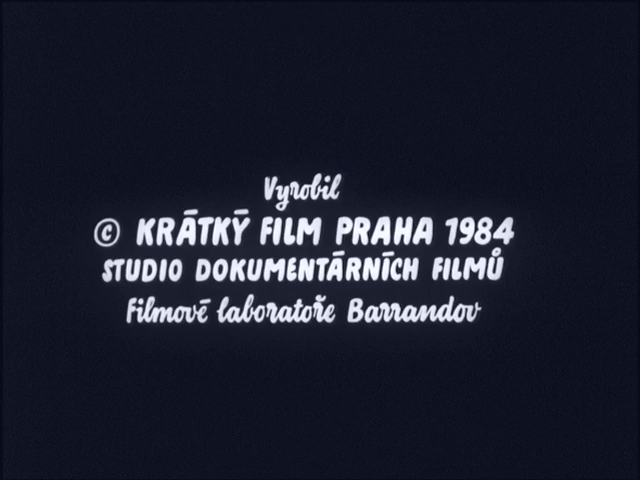 Vyrobil
© KRÁTKÝ FILM PRAHA 1984
STUDIO DOKUMENTÁRNÍCH FILMŮ
Filmové laboratoře Barrandov